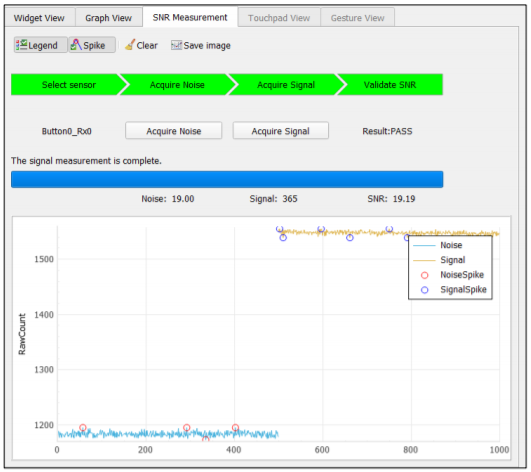 Widget View Graph View SNR Measurement Touchpad View Gesture View
Legend Spike Clear Save image
Select sensor Acquire Noise Acquire Signal Validate SNR
Button0_Rx0 Acquire Noise Acquire Signal Result:PASS
The signal measurement is complete.
Noise: 19.00 Signal: 365 SNR: 19.19
Noise
Signal
NoiseSpike
SignalSpike
RawCount
1500
1400
1300
1200
0 200 400 600 800 1000